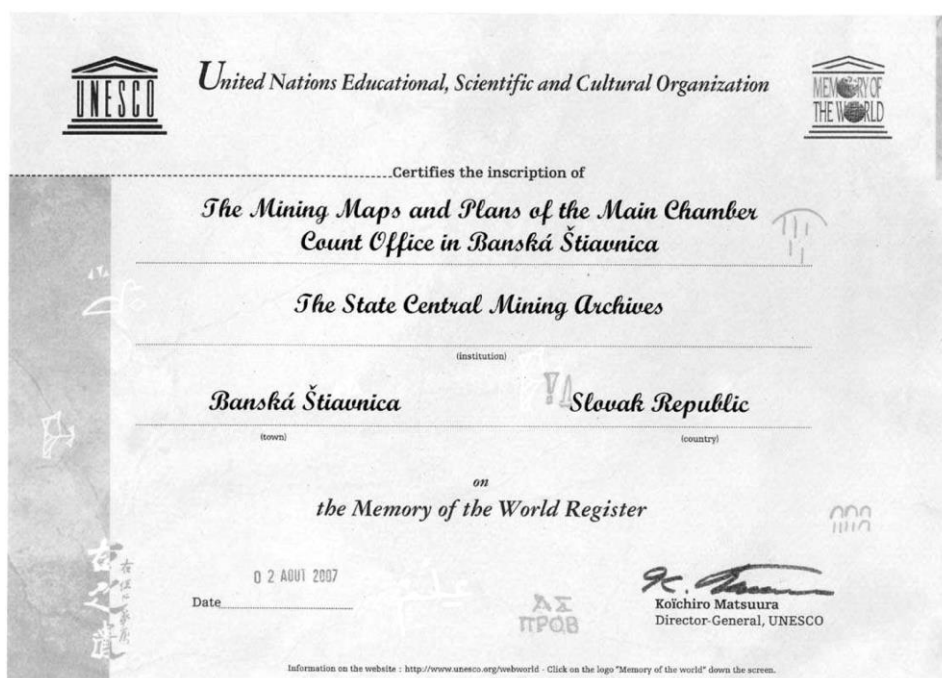 UNESCO
United Nations Educational, Scientific and Cultural Organization
MEMORY OF
THE WORLD
Certifies the inscription of
The Mining Maps and Plans of the Main Chamber
Count Office in Banská Štiavnica
The State Central Mining Archives
(institution)
Banská Štiavnica
Slovak Republic
(town)
(country)
on
the Memory of the World Register
02 AOUT 2007
Date
ΑΣ
ΠΡΟΒ
Koïchiro Matsuura
Director-General, UNESCO
Information on the website : http://www.unesco.org/webworld - Click on the logo "Memory of the world" down the screen.